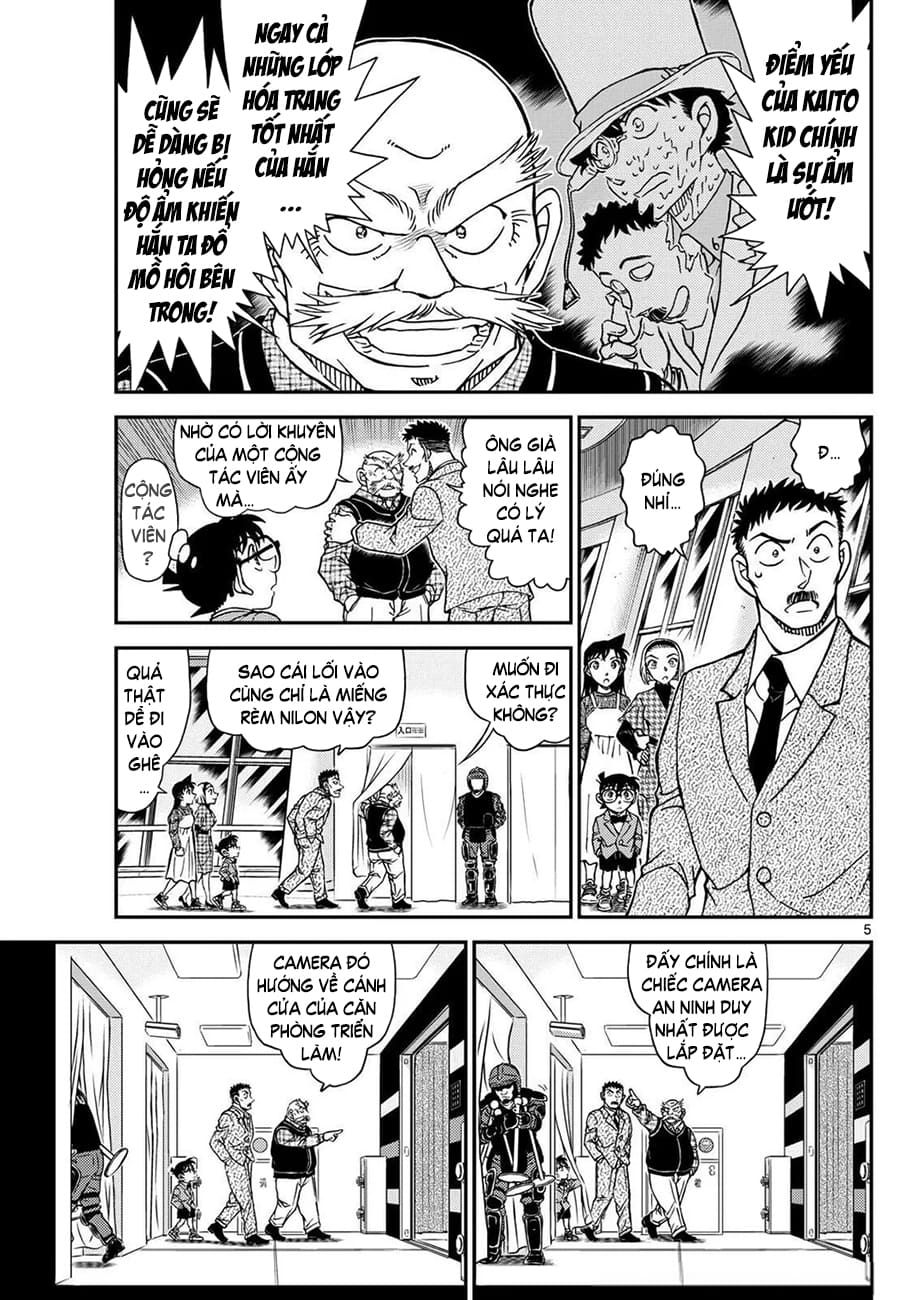 ĐIỂM YẾU
CỦA KAITO
KID CHÍNH
LÀ SỰ ẨM
ƯỚT!
NGAY CẢ
NHỮNG LỚP
HÓA TRANG
TỐT NHẤT
CỦA HẮN
...
CŨNG SẼ
DỄ DÀNG BỊ
HỎNG NẾU
ĐỘ ẨM KHIẾN
HẮN TA ĐỔ
MỒ HÔI BÊN
TRONG!
Đ...
ĐÚNG
NHỈ...
ÔNG GIÀ
LÂU LÂU
NÓI NGHE
CÓ LÝ
QUÁ TA!
NHỜ CÓ LỜI KHUYÊN
CỦA MỘT CỘNG
TÁC VIÊN ẤY
MÀ...
CỘNG
TÁC VIÊN
?
MUỐN ĐI
XÁC THỰC
KHÔNG?
SAO CÁI LỐI VÀO
CŨNG CHỈ LÀ MIẾNG
RÈM NILON VẬY?
入口
QUẢ
THẬT
DỄ ĐI
VÀO
GHÊ
...
5
ĐẤY CHÍNH LÀ
CHIẾC CAMERA
AN NINH DUY
NHẤT ĐƯỢC
LẮP ĐẶT...
CAMERA ĐÓ
HƯỚNG VỀ CÁNH
CỬA CỦA CĂN
PHÒNG TRIỂN
LÃM!